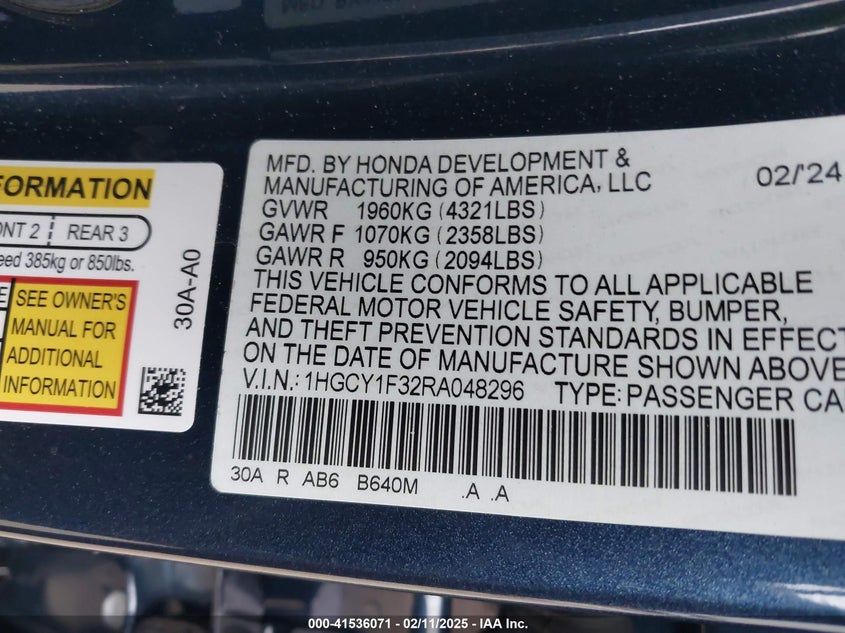 FORMATION
ONT 2 REAR 3
eed 385kg or 850lbs.
SEE OWNER'S
MANUAL FOR
ADDITIONAL
INFORMATION
30A-A0
MFD. BY HONDA DEVELOPMENT &
MANUFACTURING OF AMERICA, LLC 02/'24
GVWR 1960KG (4321LBS)
GAWR F 1070KG (2358LBS)
GAWR R 950KG (2094LBS)
THIS VEHICLE CONFORMS TO ALL APPLICABLE
FEDERAL MOTOR VEHICLE SAFETY, BUMPER,
AND THEFT PREVENTION STANDARDS IN EFFECT
ON THE DATE OF MANUFACTURE SHOWN ABOVE
V.I.N.: 1HGCY1F32RA048296 TYPE: PASSENGER CA
30A R AB6 B640M .A .A
000-41536071 - 02/11/2025 - IAA Inc.